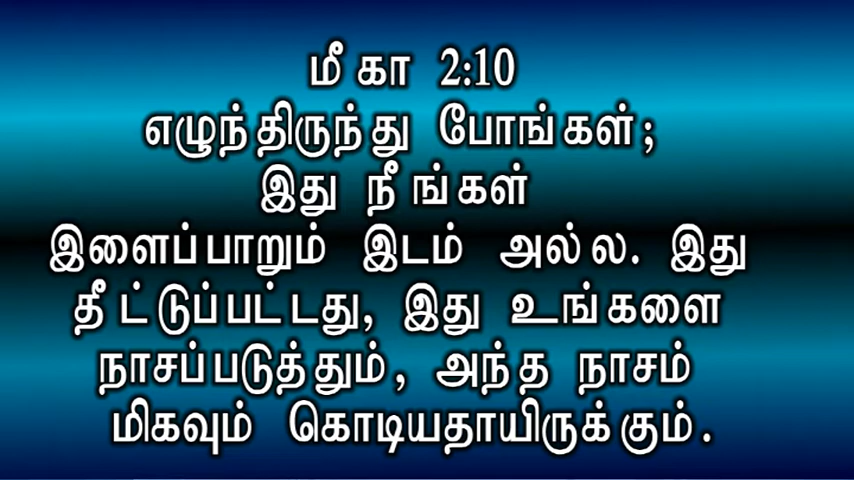 மீகா 2:10
எழுந்திருந்து போங்கள்;
இது நீங்கள்
இளைப்பாறும் இடம் அல்ல. இது
தீட்டுப்பட்டது, இது உங்களை
நாசப்படுத்தும், அந்த நாசம்
மிகவும் கொடியதாயிருக்கும்.